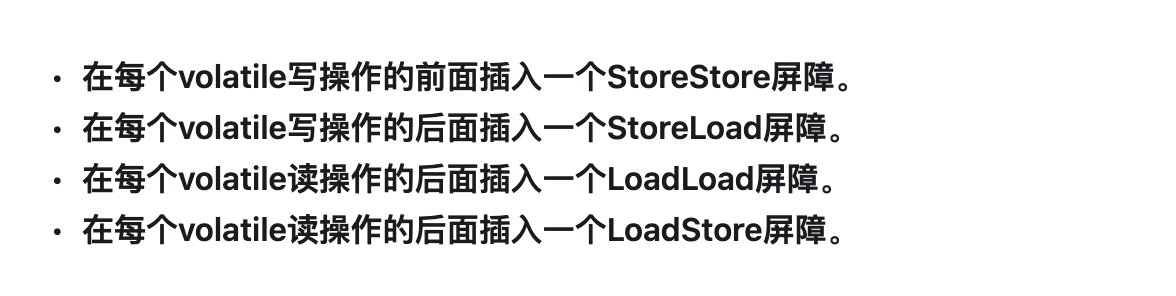 • 在每个volatile写操作的前面插入一个StoreStore屏障。
• 在每个volatile写操作的后面插入一个StoreLoad屏障。
• 在每个volatile读操作的后面插入一个LoadLoad屏障。
• 在每个volatile读操作的后面插入一个LoadStore屏障。